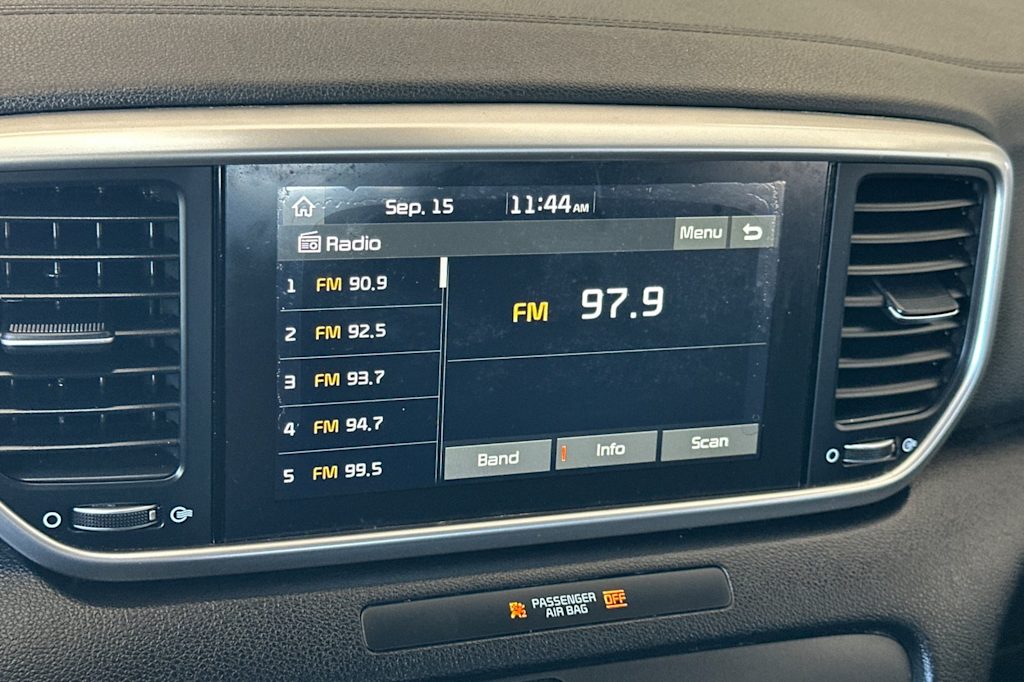 Sep. 15 11:44 AM
Radio Menu
1 FM 90.9
2 FM 92.5
3 FM 93.7
4 FM 94.7
5 FM 99.5
FM 97.9
Band Info Scan
PASSENGER
AIR BAG OFF